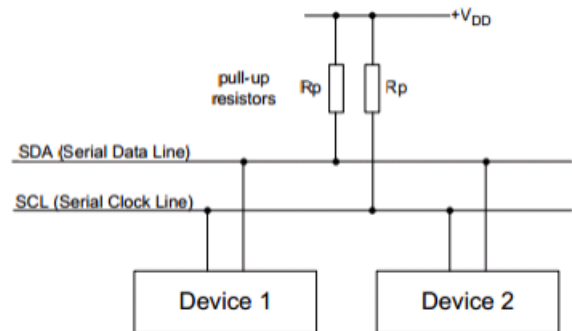 +VDD
pull-up
resistors
Rp
Rp
SDA (Serial Data Line)
SCL (Serial Clock Line)
Device 1
Device 2